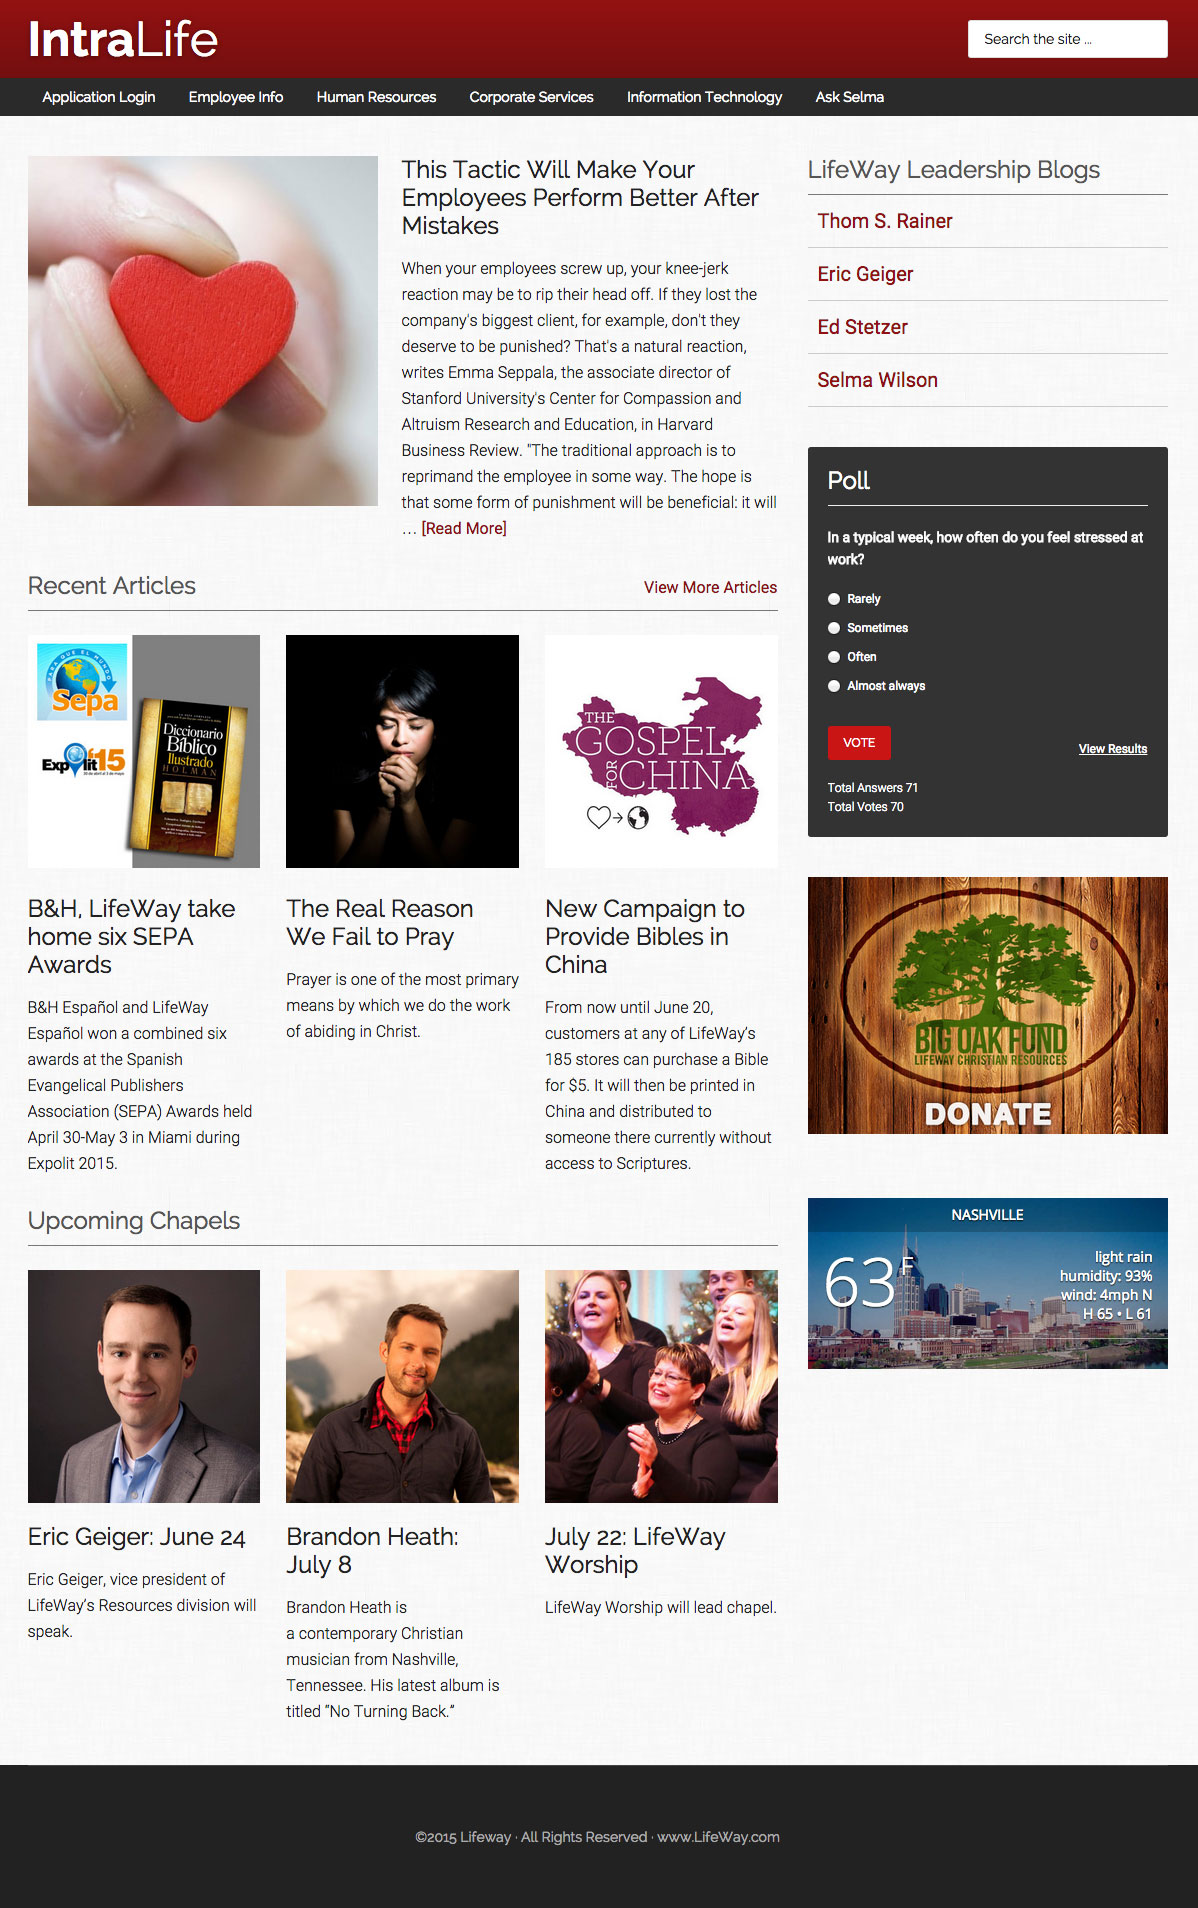 IntraLife
Search the site ...
Application Login Employee Info Human Resources Corporate Services Information Technology Ask Selma
This Tactic Will Make Your
Employees Perform Better After
Mistakes
When your employees screw up, your knee-jerk
reaction may be to rip their head off. If they lost the
company's biggest client, for example, don't they
deserve to be punished? That's a natural reaction,
writes Emma Seppala, the associate director of
Stanford University's Center for Compassion and
Altruism Research and Education, in Harvard
Business Review. "The traditional approach is to
reprimand the employee in some way. The hope is
that some form of punishment will be beneficial: it will
… [Read More]
Recent Articles
View More Articles
PARA QUE EL MUNDO
Sepa
Expolit'15
30 de abril al 3 de mayo
Diccionario
Bíblico
Ilustrado
HOLMAN
B&H, LifeWay take
home six SEPA
Awards
B&H Español and LifeWay
Español won a combined six
awards at the Spanish
Evangelical Publishers
Association (SEPA) Awards held
April 30-May 3 in Miami during
Expolit 2015.
The Real Reason
We Fail to Pray
Prayer is one of the most primary
means by which we do the work
of abiding in Christ.
THE
GOSPEL
FOR
CHINA
New Campaign to
Provide Bibles in
China
From now until June 20,
customers at any of LifeWay’s
185 stores can purchase a Bible
for $5. It will then be printed in
China and distributed to
someone there currently without
access to Scriptures.
Upcoming Chapels
Eric Geiger: June 24
Eric Geiger, vice president of
LifeWay’s Resources division will
speak.
Brandon Heath:
July 8
Brandon Heath is
a contemporary Christian
musician from Nashville,
Tennessee. His latest album is
titled “No Turning Back.”
July 22: LifeWay
Worship
LifeWay Worship will lead chapel.
LifeWay Leadership Blogs
Thom S. Rainer
Eric Geiger
Ed Stetzer
Selma Wilson
Poll
In a typical week, how often do you feel stressed at
work?
Rarely
Sometimes
Often
Almost always
VOTE
View Results
Total Answers 71
Total Votes 70
BIG OAK FUND
LIFEWAY CHRISTIAN RESOURCES
DONATE
NASHVILLE
63 F
light rain
humidity: 93%
wind: 4mph N
H 65 • L 61
©2015 Lifeway · All Rights Reserved · www.LifeWay.com